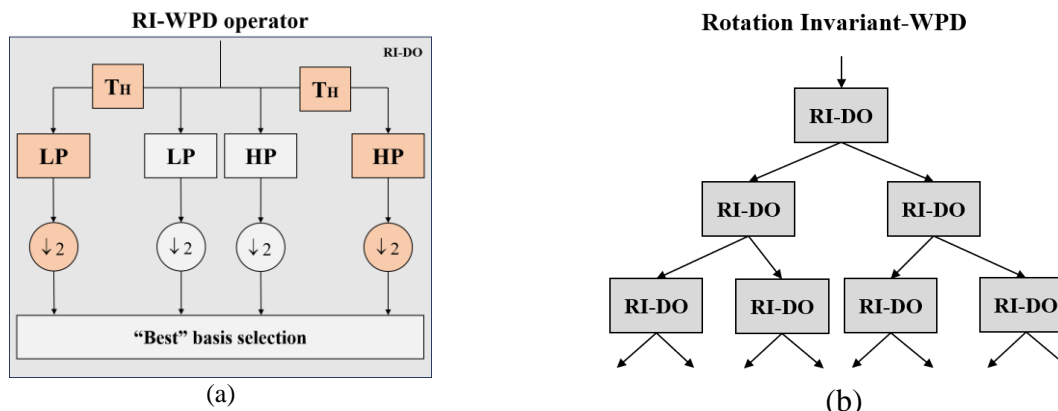 RI-WPD operator
RI-DO
TH TH
LP LP HP HP
↓2 ↓2 ↓2 ↓2
“Best” basis selection
(a)
Rotation Invariant-WPD
RI-DO
RI-DO RI-DO
RI-DO RI-DO RI-DO RI-DO
(b)